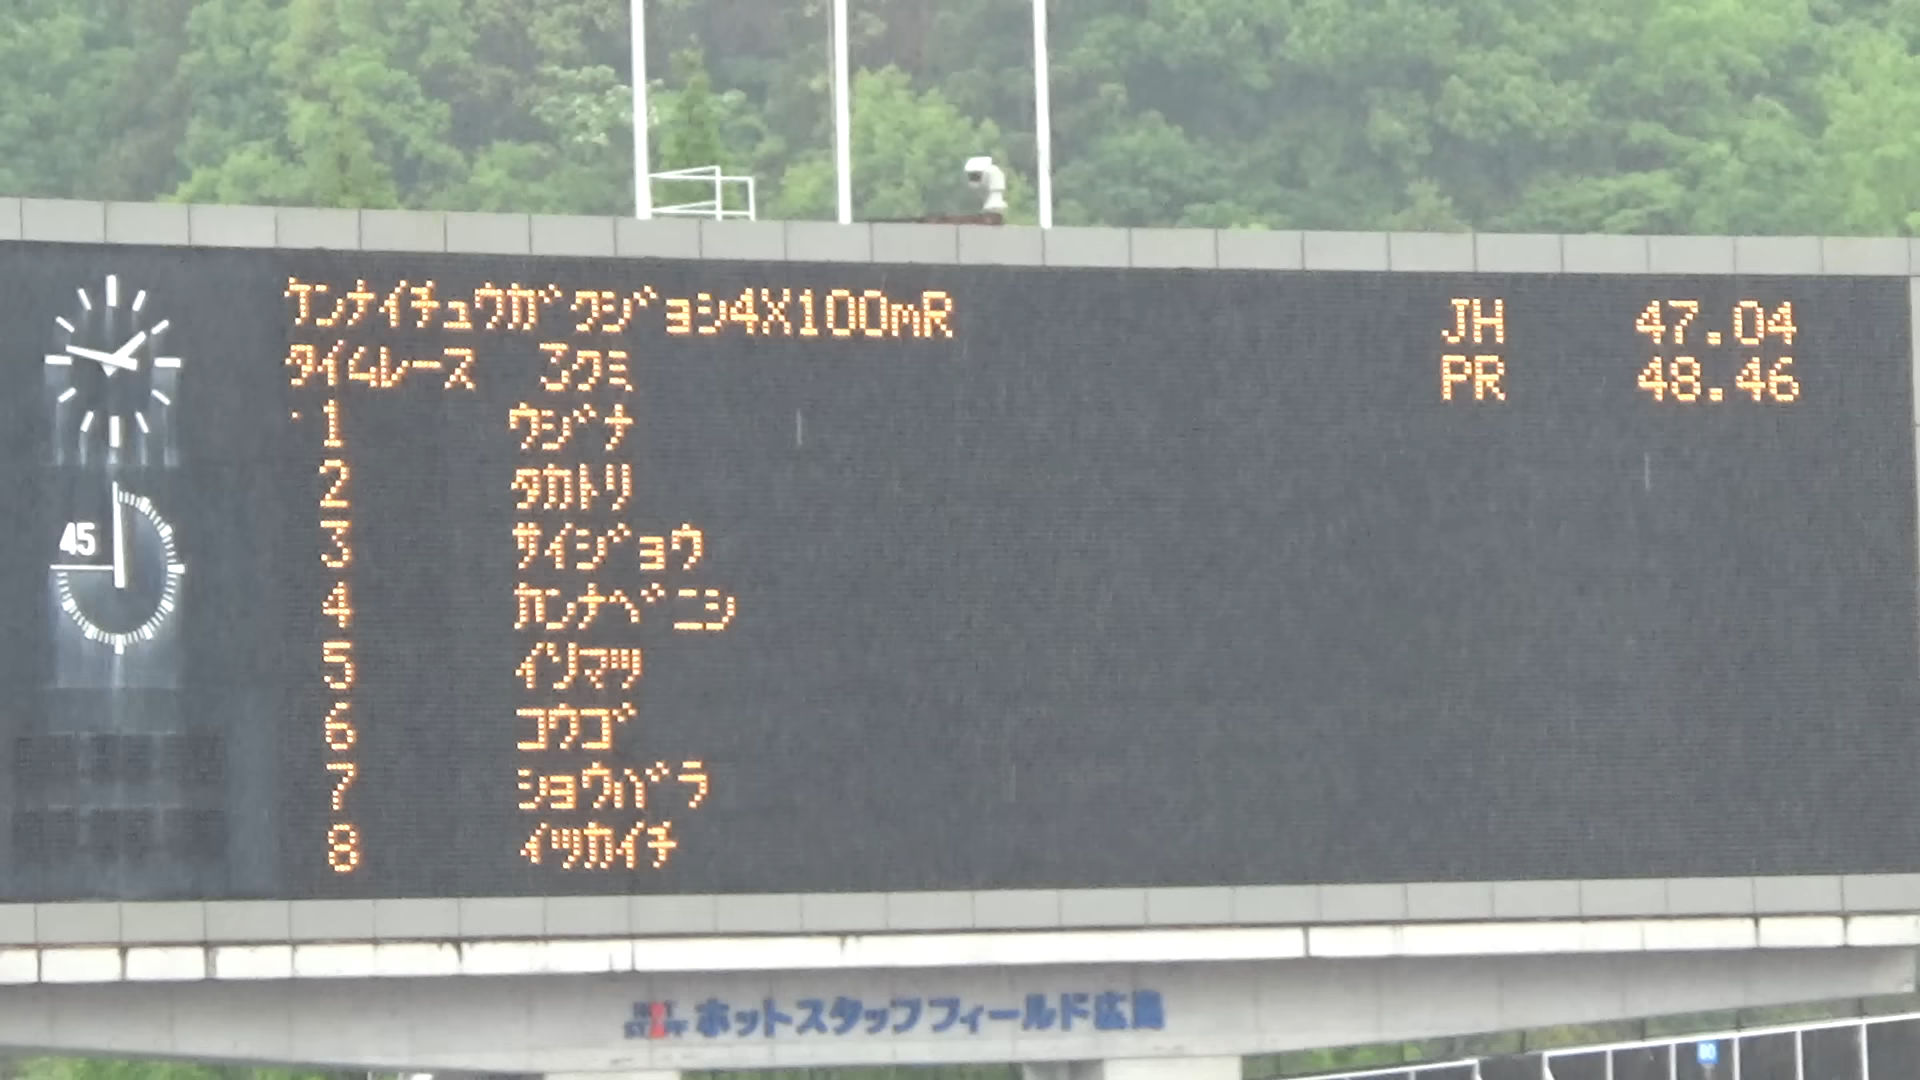 ケンナイチュウガクジョシ4X100mR JH 47.04
タイムレース 3クミ PR 48.46
1 ウジナ
2 タカトリ
3 サイジョウ
4 カンナベニシ
5 イソマツ
6 コウゴ
7 ショウバラ
8 イツカイチ
45
HOT STAFF ホットスタッフフィールド広島
80